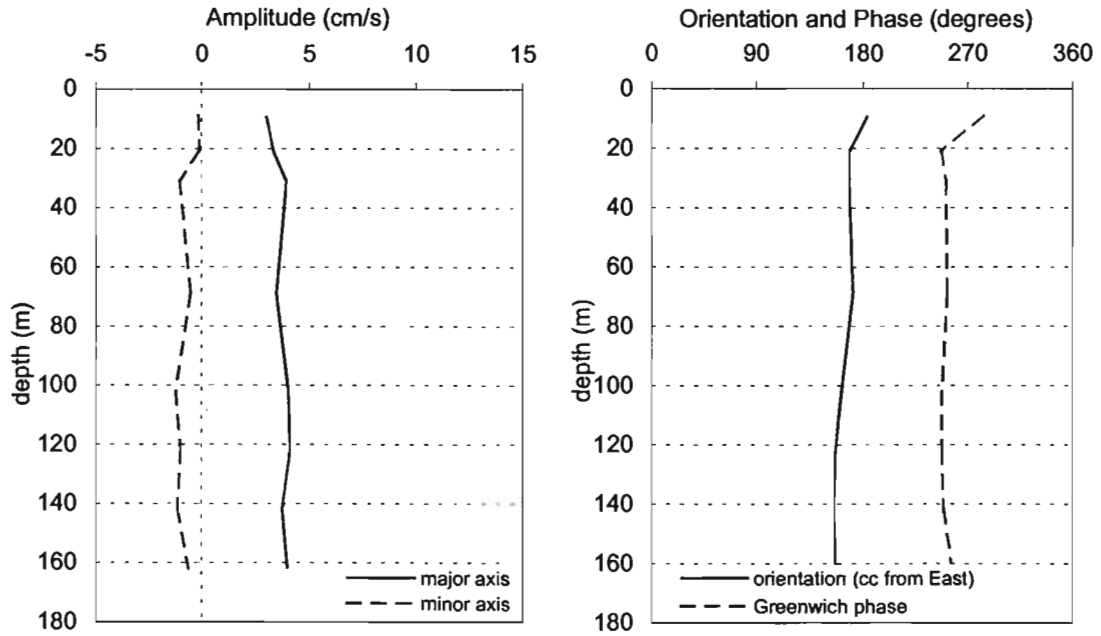 Amplitude (cm/s)
-5 0 5 10 15
0
20
40
60
80
100
120
140
160
180
depth (m)
major axis
minor axis
Orientation and Phase (degrees)
0 90 180 270 360
0
20
40
60
80
100
120
140
160
180
depth (m)
orientation (cc from East)
Greenwich phase